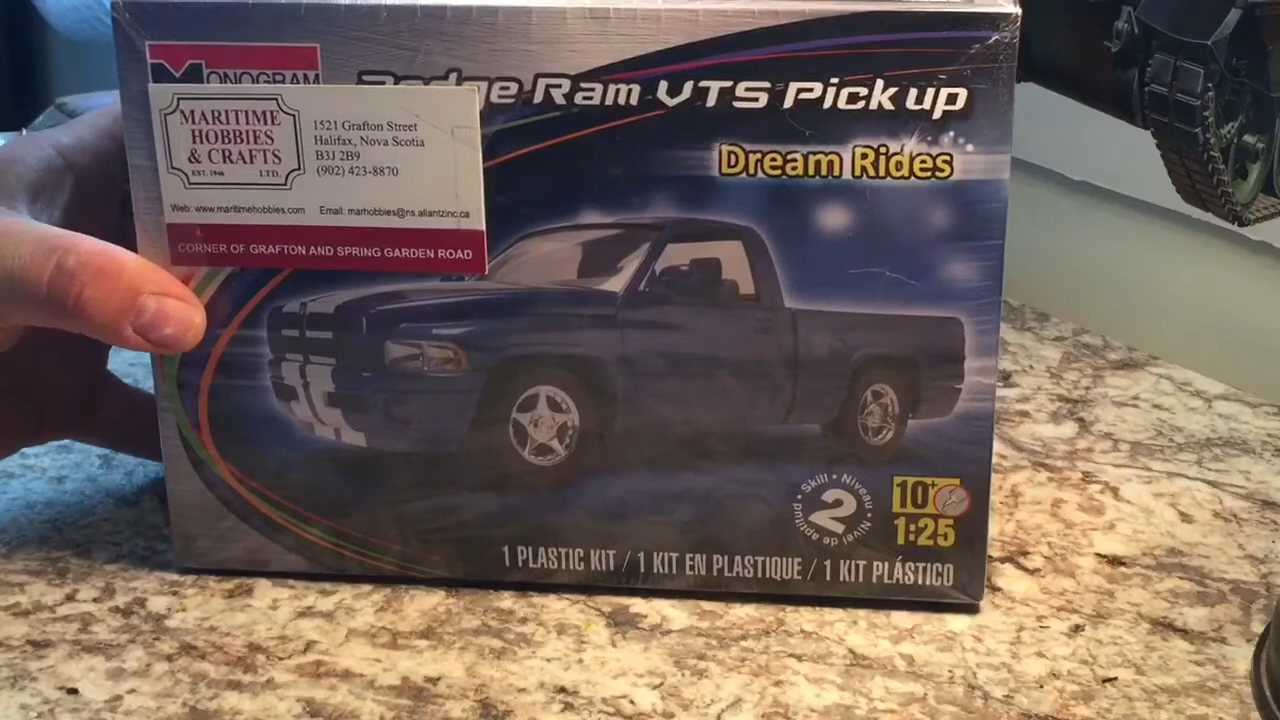 MONOGRAM
Dodge Ram VTS Pickup
Dream Rides
MARITIME
HOBBIES
& CRAFTS
EST. 1946 LTD.
1521 Grafton Street
Halifax, Nova Scotia
B3J 2B9
(902) 423-8870
Web: www.maritimehobbies.com Email: marhobbies@ns.aliantzinc.ca
CORNER OF GRAFTON AND SPRING GARDEN ROAD
Skill • Niveau • Nivel de aptitud •
2
10+
1:25
1 PLASTIC KIT / 1 KIT EN PLASTIQUE / 1 KIT PLÁSTICO